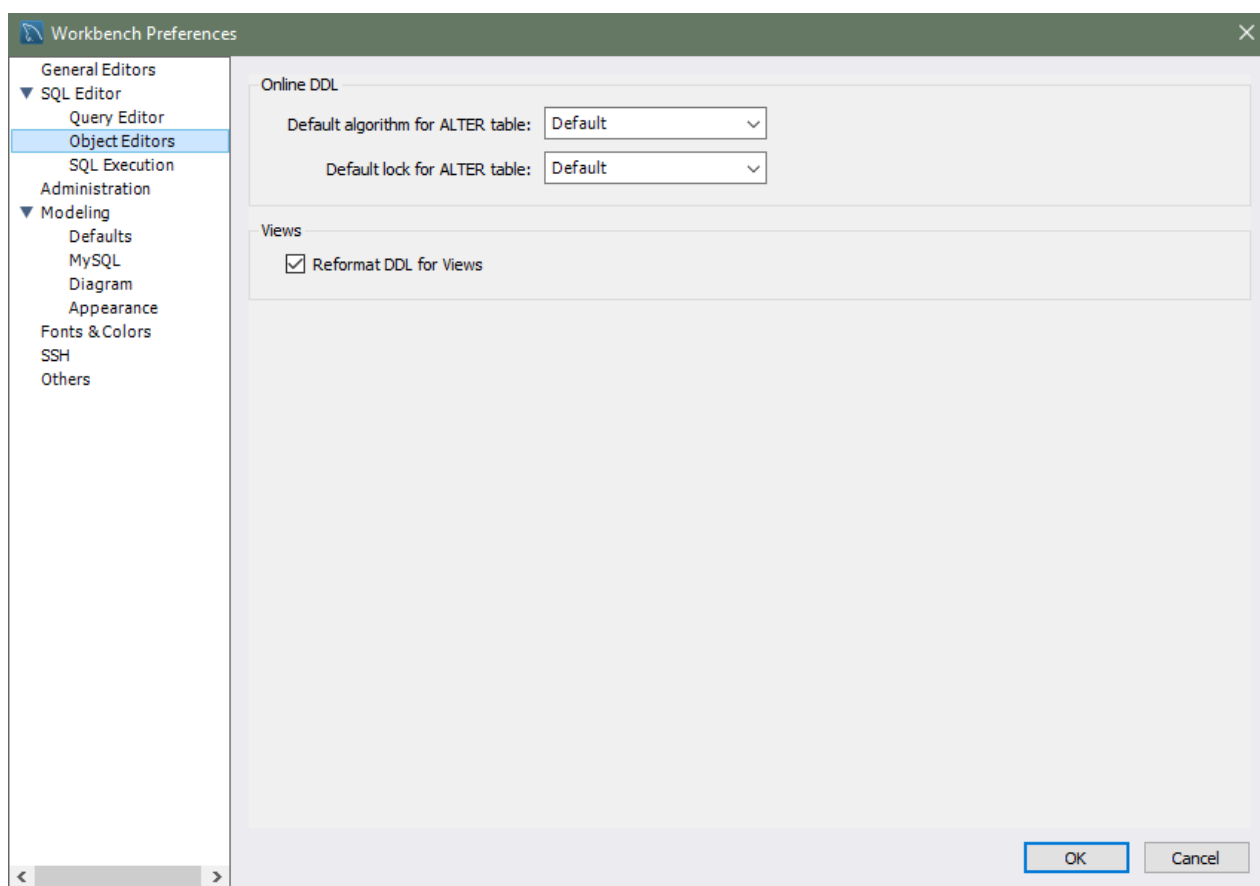 Workbench Preferences
General Editors
SQL Editor
Query Editor
Object Editors
SQL Execution
Administration
Modeling
Defaults
MySQL
Diagram
Appearance
Fonts & Colors
SSH
Others
Online DDL
Default algorithm for ALTER table: Default
Default lock for ALTER table: Default
Views
Reformat DDL for Views
OK Cancel